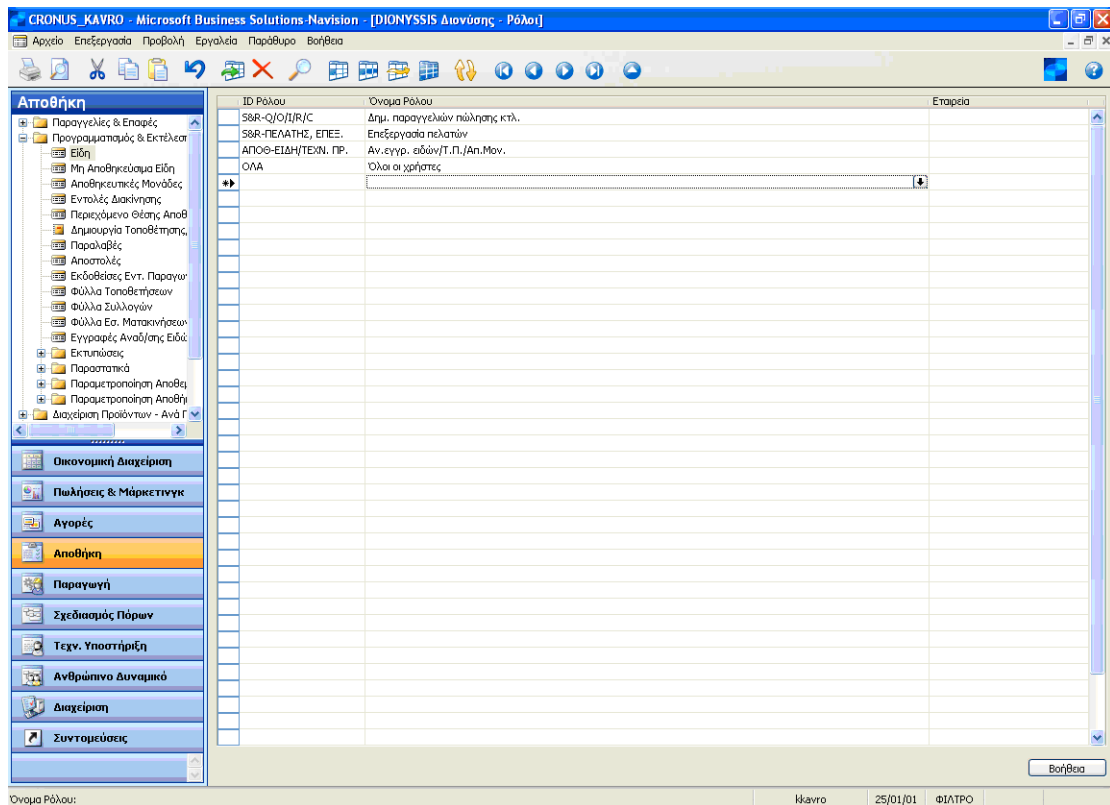 CRONUS_KAVRO - Microsoft Business Solutions-Navision - [DIONYSSIS Διονύσης - Ρόλοι]
Αρχείο Επεξεργασία Προβολή Εργαλεία Παράθυρο Βοήθεια
Αποθήκη
Παραγγελίες & Επαφές
Προγραμματισμός & Εκτέλεση
Είδη
Μη Αποθηκεύσιμα Είδη
Αποθηκευτικές Μονάδες
Εντολές Διακίνησης
Περιεχόμενο Θέσης Αποθ
Δημιουργία Τοποθέτησης,
Παραλαβές
Αποστολές
Εκδοθείσες Εντ. Παραγω
Φύλλα Τοποθετήσεων
Φύλλα Συλλογών
Φύλλα Εσ. Ματακινήσεων
Εγγραφές Αναδ/σης Ειδώ
Εκτυπώσεις
Παραστατικά
Παραμετροποίηση Αποθε
Παραμετροποίηση Αποθή
Διαχείριση Προϊόντων - Ανά Γ
Οικονομική Διαχείριση
Πωλήσεις & Μάρκετινγκ
Αγορές
Αποθήκη
Παραγωγή
Σχεδιασμός Πόρων
Τεχν. Υποστήριξη
Ανθρώπινο Δυναμικό
Διαχείριση
Συντομεύσεις
ID Ρόλου Όνομα Ρόλου Εταιρεία
S&R-Q/O/I/R/C Δημ. παραγγελιών πώλησης κτλ.
S&R-ΠΕΛΑΤΗΣ, ΕΠΕΞ. Επεξεργασία πελατών
ΑΠΟΘ-ΕΙΔΗ/ΤΕΧΝ. ΠΡ. Αν.εγγρ. ειδών/Τ.Π./Απ.Μον.
ΟΛΑ Όλοι οι χρήστες
Βοήθεια
Όνομα Ρόλου: kkavro 25/01/01 ΦΙΛΤΡΟ